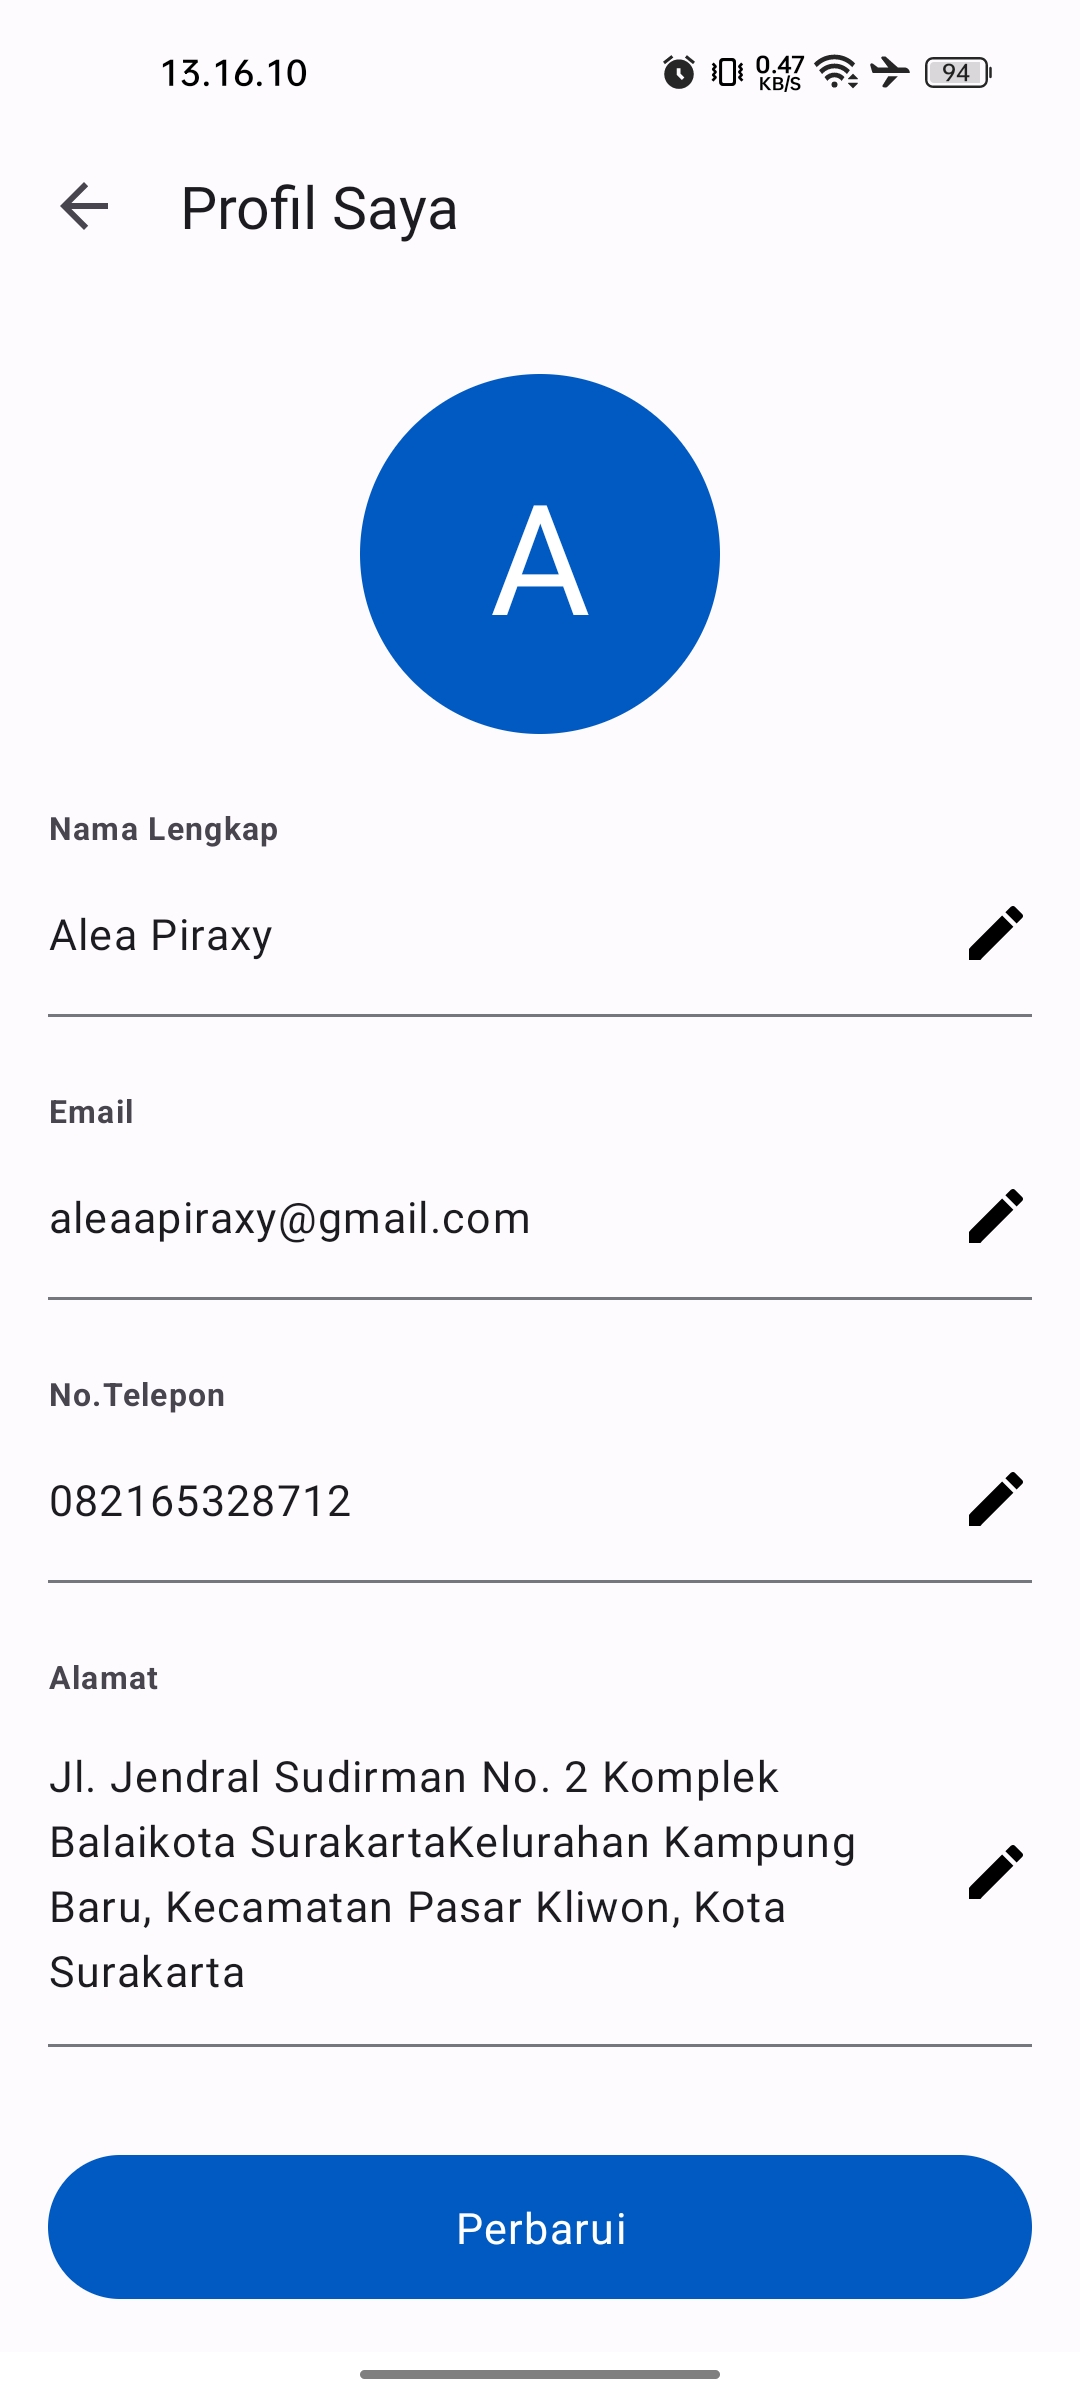 13.16.10
0.47
KB/S
94
Profil Saya
A
Nama Lengkap
Alea Piraxy
Email
aleaapiraxy@gmail.com
No.Telepon
082165328712
Alamat
Jl. Jendral Sudirman No. 2 Komplek
Balaikota SurakartaKelurahan Kampung
Baru, Kecamatan Pasar Kliwon, Kota
Surakarta
Perbarui